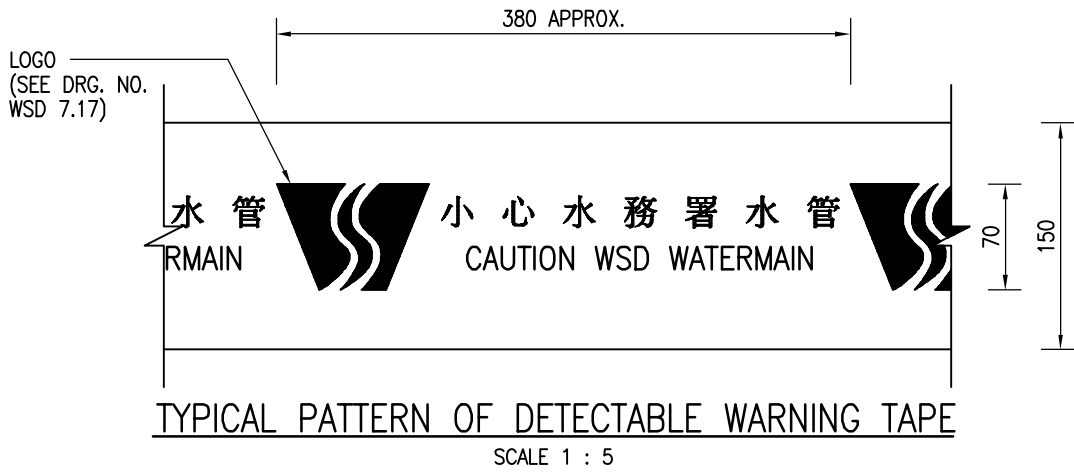 380 APPROX.
LOGO
(SEE DRG. NO.
WSD 7.17)
水管
小心水務署水管
RMAIN
CAUTION WSD WATERMAIN
70
150
TYPICAL PATTERN OF DETECTABLE WARNING TAPE
SCALE 1 : 5